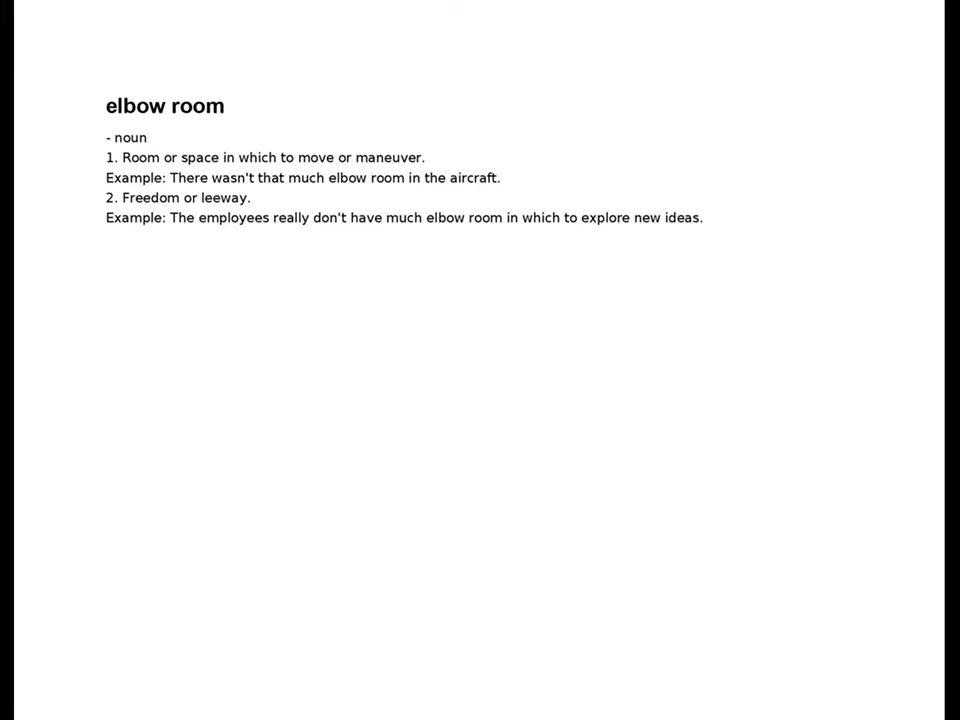 elbow room
- noun
1. Room or space in which to move or maneuver.
Example: There wasn't that much elbow room in the aircraft.
2. Freedom or leeway.
Example: The employees really don't have much elbow room in which to explore new ideas.